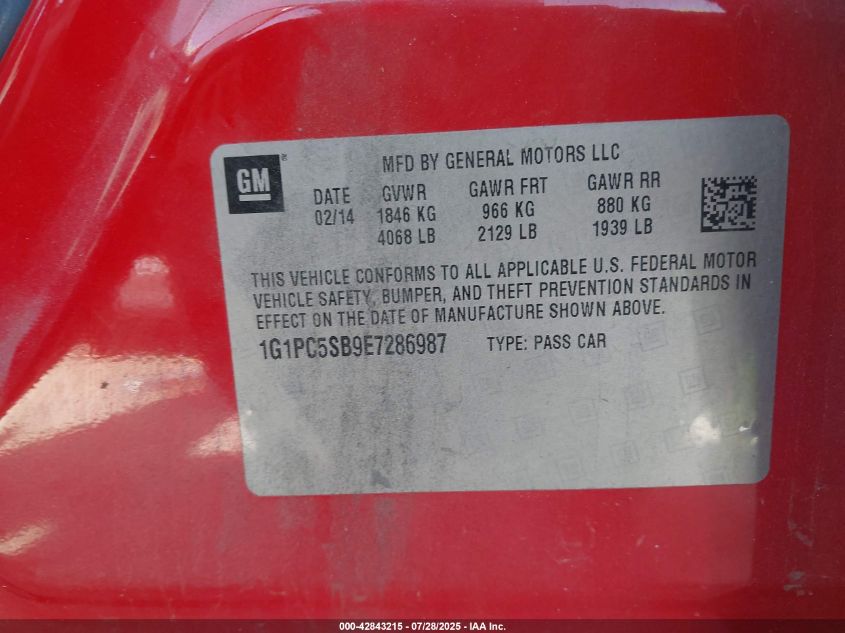 MFD BY GENERAL MOTORS LLC
GM®
DATE GVWR GAWR FRT GAWR RR
02/14 1846 KG 966 KG 880 KG
4068 LB 2129 LB 1939 LB
THIS VEHICLE CONFORMS TO ALL APPLICABLE U.S. FEDERAL MOTOR
VEHICLE SAFETY, BUMPER, AND THEFT PREVENTION STANDARDS IN
EFFECT ON THE DATE OF MANUFACTURE SHOWN ABOVE.
1G1PC5SB9E7286987 TYPE: PASS CAR
000-42843215 - 07/28/2025 - IAA Inc.